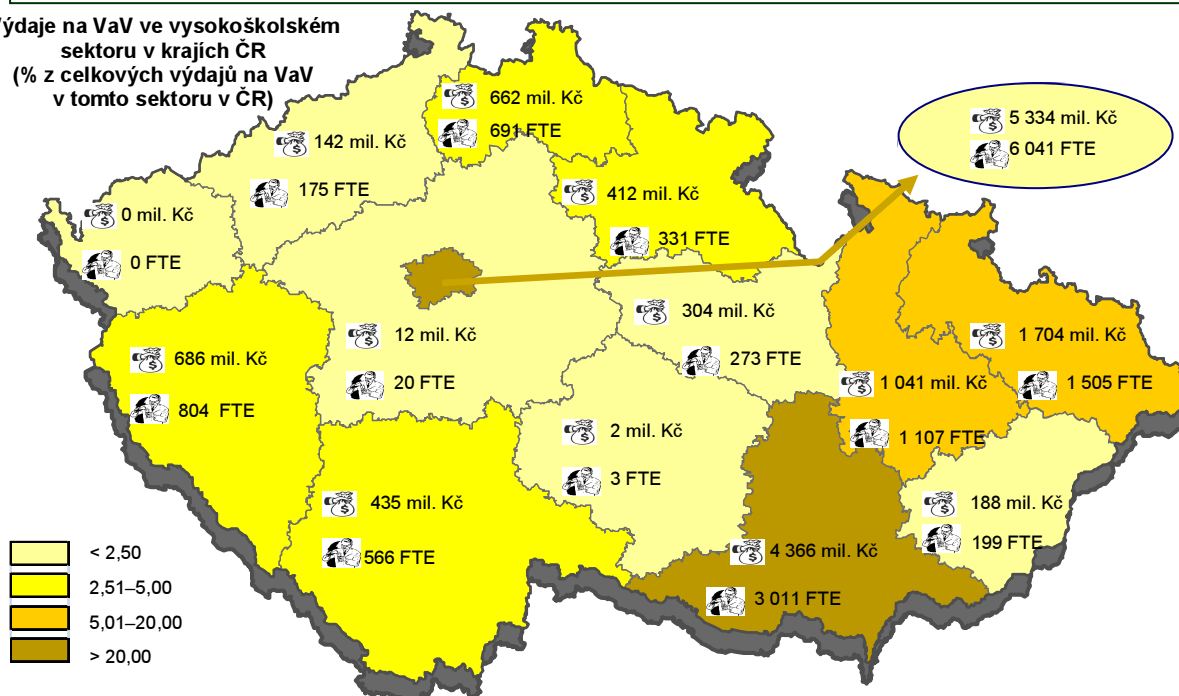 Výdaje na VaV ve vysokoškolském
sektoru v krajích ČR
(% z celkových výdajů na VaV
v tomto sektoru v ČR)
662 mil. Kč
691 FTE
5 334 mil. Kč
6 041 FTE
142 mil. Kč
175 FTE
412 mil. Kč
331 FTE
0 mil. Kč
0 FTE
304 mil. Kč
273 FTE
12 mil. Kč
20 FTE
1 704 mil. Kč
1 505 FTE
686 mil. Kč
804 FTE
1 041 mil. Kč
1 107 FTE
2 mil. Kč
3 FTE
435 mil. Kč
566 FTE
188 mil. Kč
199 FTE
4 366 mil. Kč
3 011 FTE
< 2,50
2,51–5,00
5,01–20,00
> 20,00